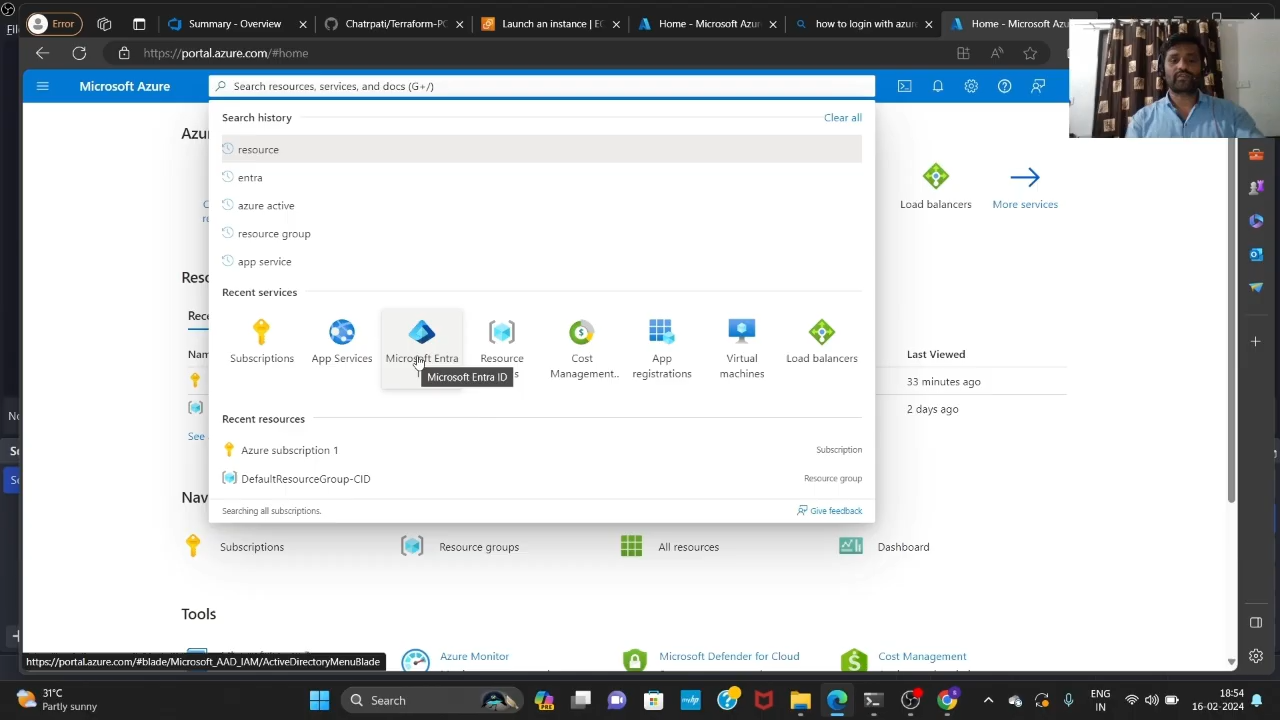 Error
Summary - Overview
Charpati/Terraform-PC
Launch an instance | EC
Home - M
how to login with azure
Home - Microsoft Az
https://portal.azure.com/#home
Microsoft Azure
Search resources, services, and docs (G+/)
Search history
Clear all
resource
entra
azure active
resource group
app service
Recent services
Subscriptions
App Services
Microsoft Entra
Resource
Cost
Management...
App
registrations
Virtual
machines
Load balancers
Microsoft Entra ID
Recent resources
Azure subscription 1
Subscription
DefaultResourceGroup-CID
Resource group
Searching all subscriptions.
Give feedback
Load balancers
More services
Last Viewed
33 minutes ago
2 days ago
See
Subscriptions
Resource groups
All resources
Dashboard
Tools
Azure Monitor
Microsoft Defender for Cloud
Cost Management
https://portal.azure.com/#blade/Microsoft_AAD_IAM/ActiveDirectoryMenuBlade
31°C
Partly sunny
Search
ENG
IN
18:54
16-02-2024